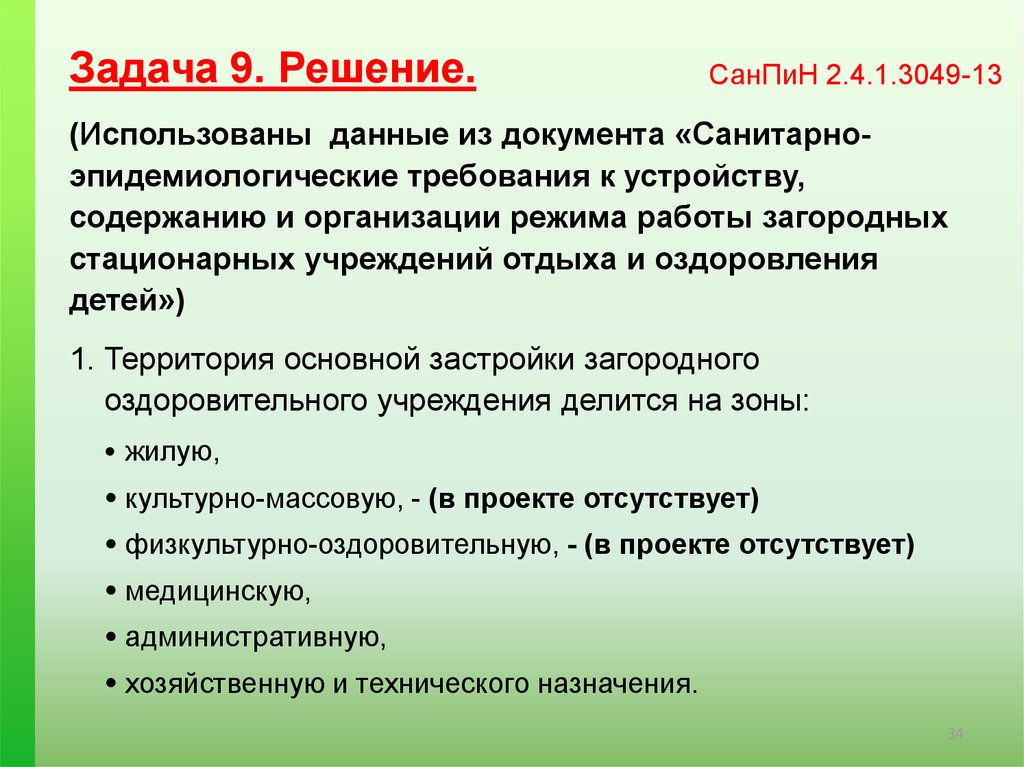 Задача 9. Решение.
СанПиН 2.4.1.3049-13
(Использованы данные из документа «Санитарно-
эпидемиологические требования к устройству,
содержанию и организации режима работы загородных
стационарных учреждений отдыха и оздоровления
детей»)
1. Территория основной застройки загородного
оздоровительного учреждения делится на зоны:
• жилую,
• культурно-массовую, - (в проекте отсутствует)
• физкультурно-оздоровительную, - (в проекте отсутствует)
• медицинскую,
• административную,
• хозяйственную и технического назначения.
34